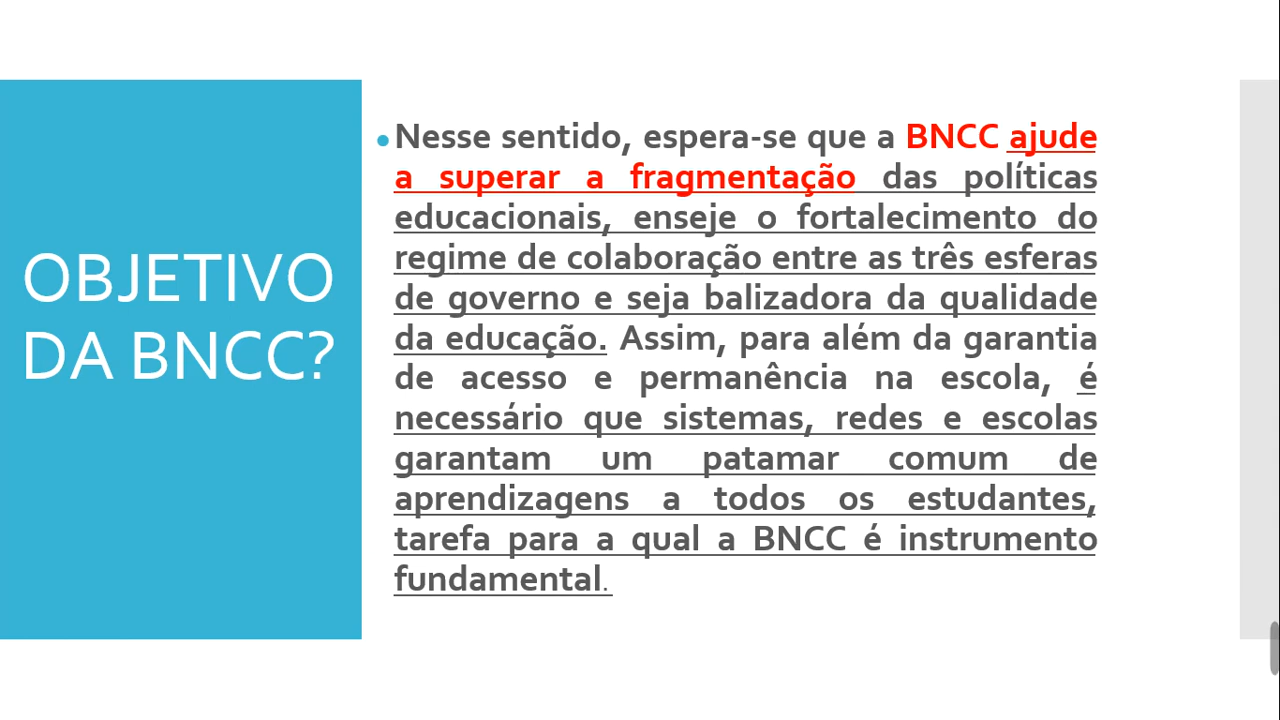 OBJETIVO
DA BNCC?
•Nesse sentido, espera-se que a BNCC ajude
a superar a fragmentação das políticas
educacionais, enseje o fortalecimento do
regime de colaboração entre as três esferas
de governo e seja balizadora da qualidade
da educação. Assim, para além da garantia
de acesso e permanência na escola, é
necessário que sistemas, redes e escolas
garantam um patamar comum de
aprendizagens a todos os estudantes,
tarefa para a qual a BNCC é instrumento
fundamental.